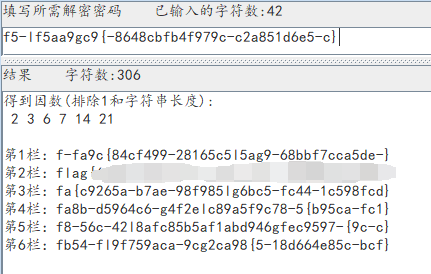 填写所需解密密码 已输入的字符数:42
f5-lf5aa9gc9{-8648cbfb4f979c-c2a851d6e5-c}
结果 字符数:306
得到因数(排除1和字符串长度):
2 3 6 7 14 21
第1栏: f-fa9c{84cf499-28165c5l5ag9-68bbf7cca5de-}
第2栏: flag{
第3栏: fa{c9265a-b7ae-98f985lg6bc5-fc44-1c598fcd}
第4栏: fa8b-d5964c6-g4f2elc89a5f9c78-5{b95ca-fc1}
第5栏: f8-56c-42l8afc85b5af1abd946gfec9597-{9c-c}
第6栏: fb54-fl9f759aca-9cg2ca98{5-18d664e85c-bcf}